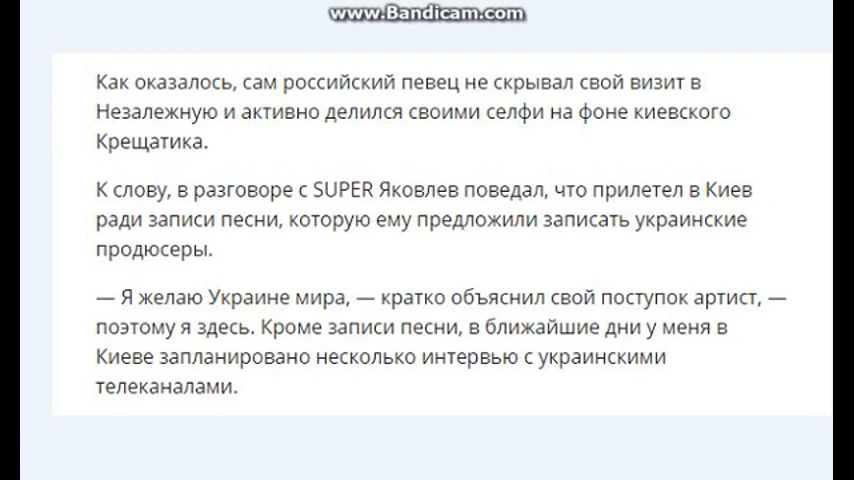 www.Bandicam.com
Как оказалось, сам российский певец не скрывал свой визит в
Незалежную и активно делился своими селфи на фоне киевского
Крещатика.
К слову, в разговоре с SUPER Яковлев поведал, что прилетел в Киев
ради записи песни, которую ему предложили записать украинские
продюсеры.
— Я желаю Украине мира, — кратко объяснил свой поступок артист, —
поэтому я здесь. Кроме записи песни, в ближайшие дни у меня в
Киеве запланировано несколько интервью с украинскими
телеканалами.